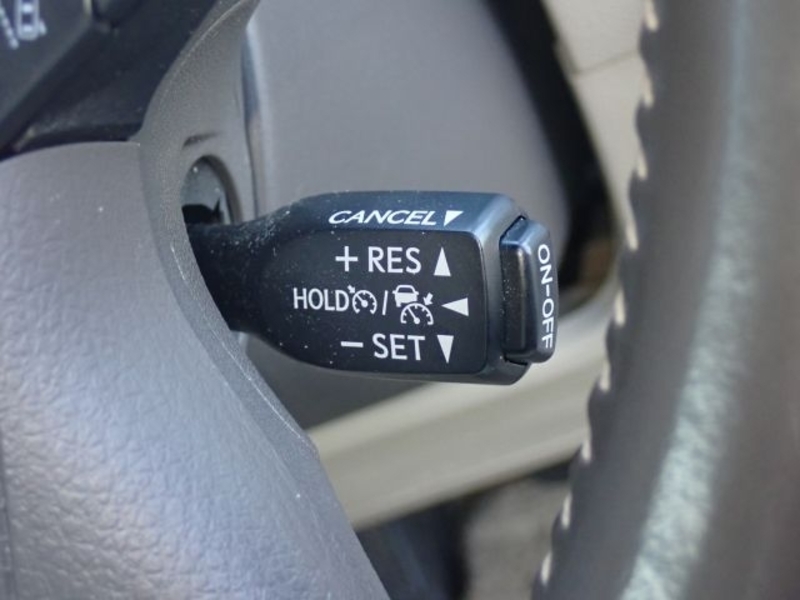 CANCEL▼
+ RES ▲
HOLD / ◀
− SET ▼
ON-OFF